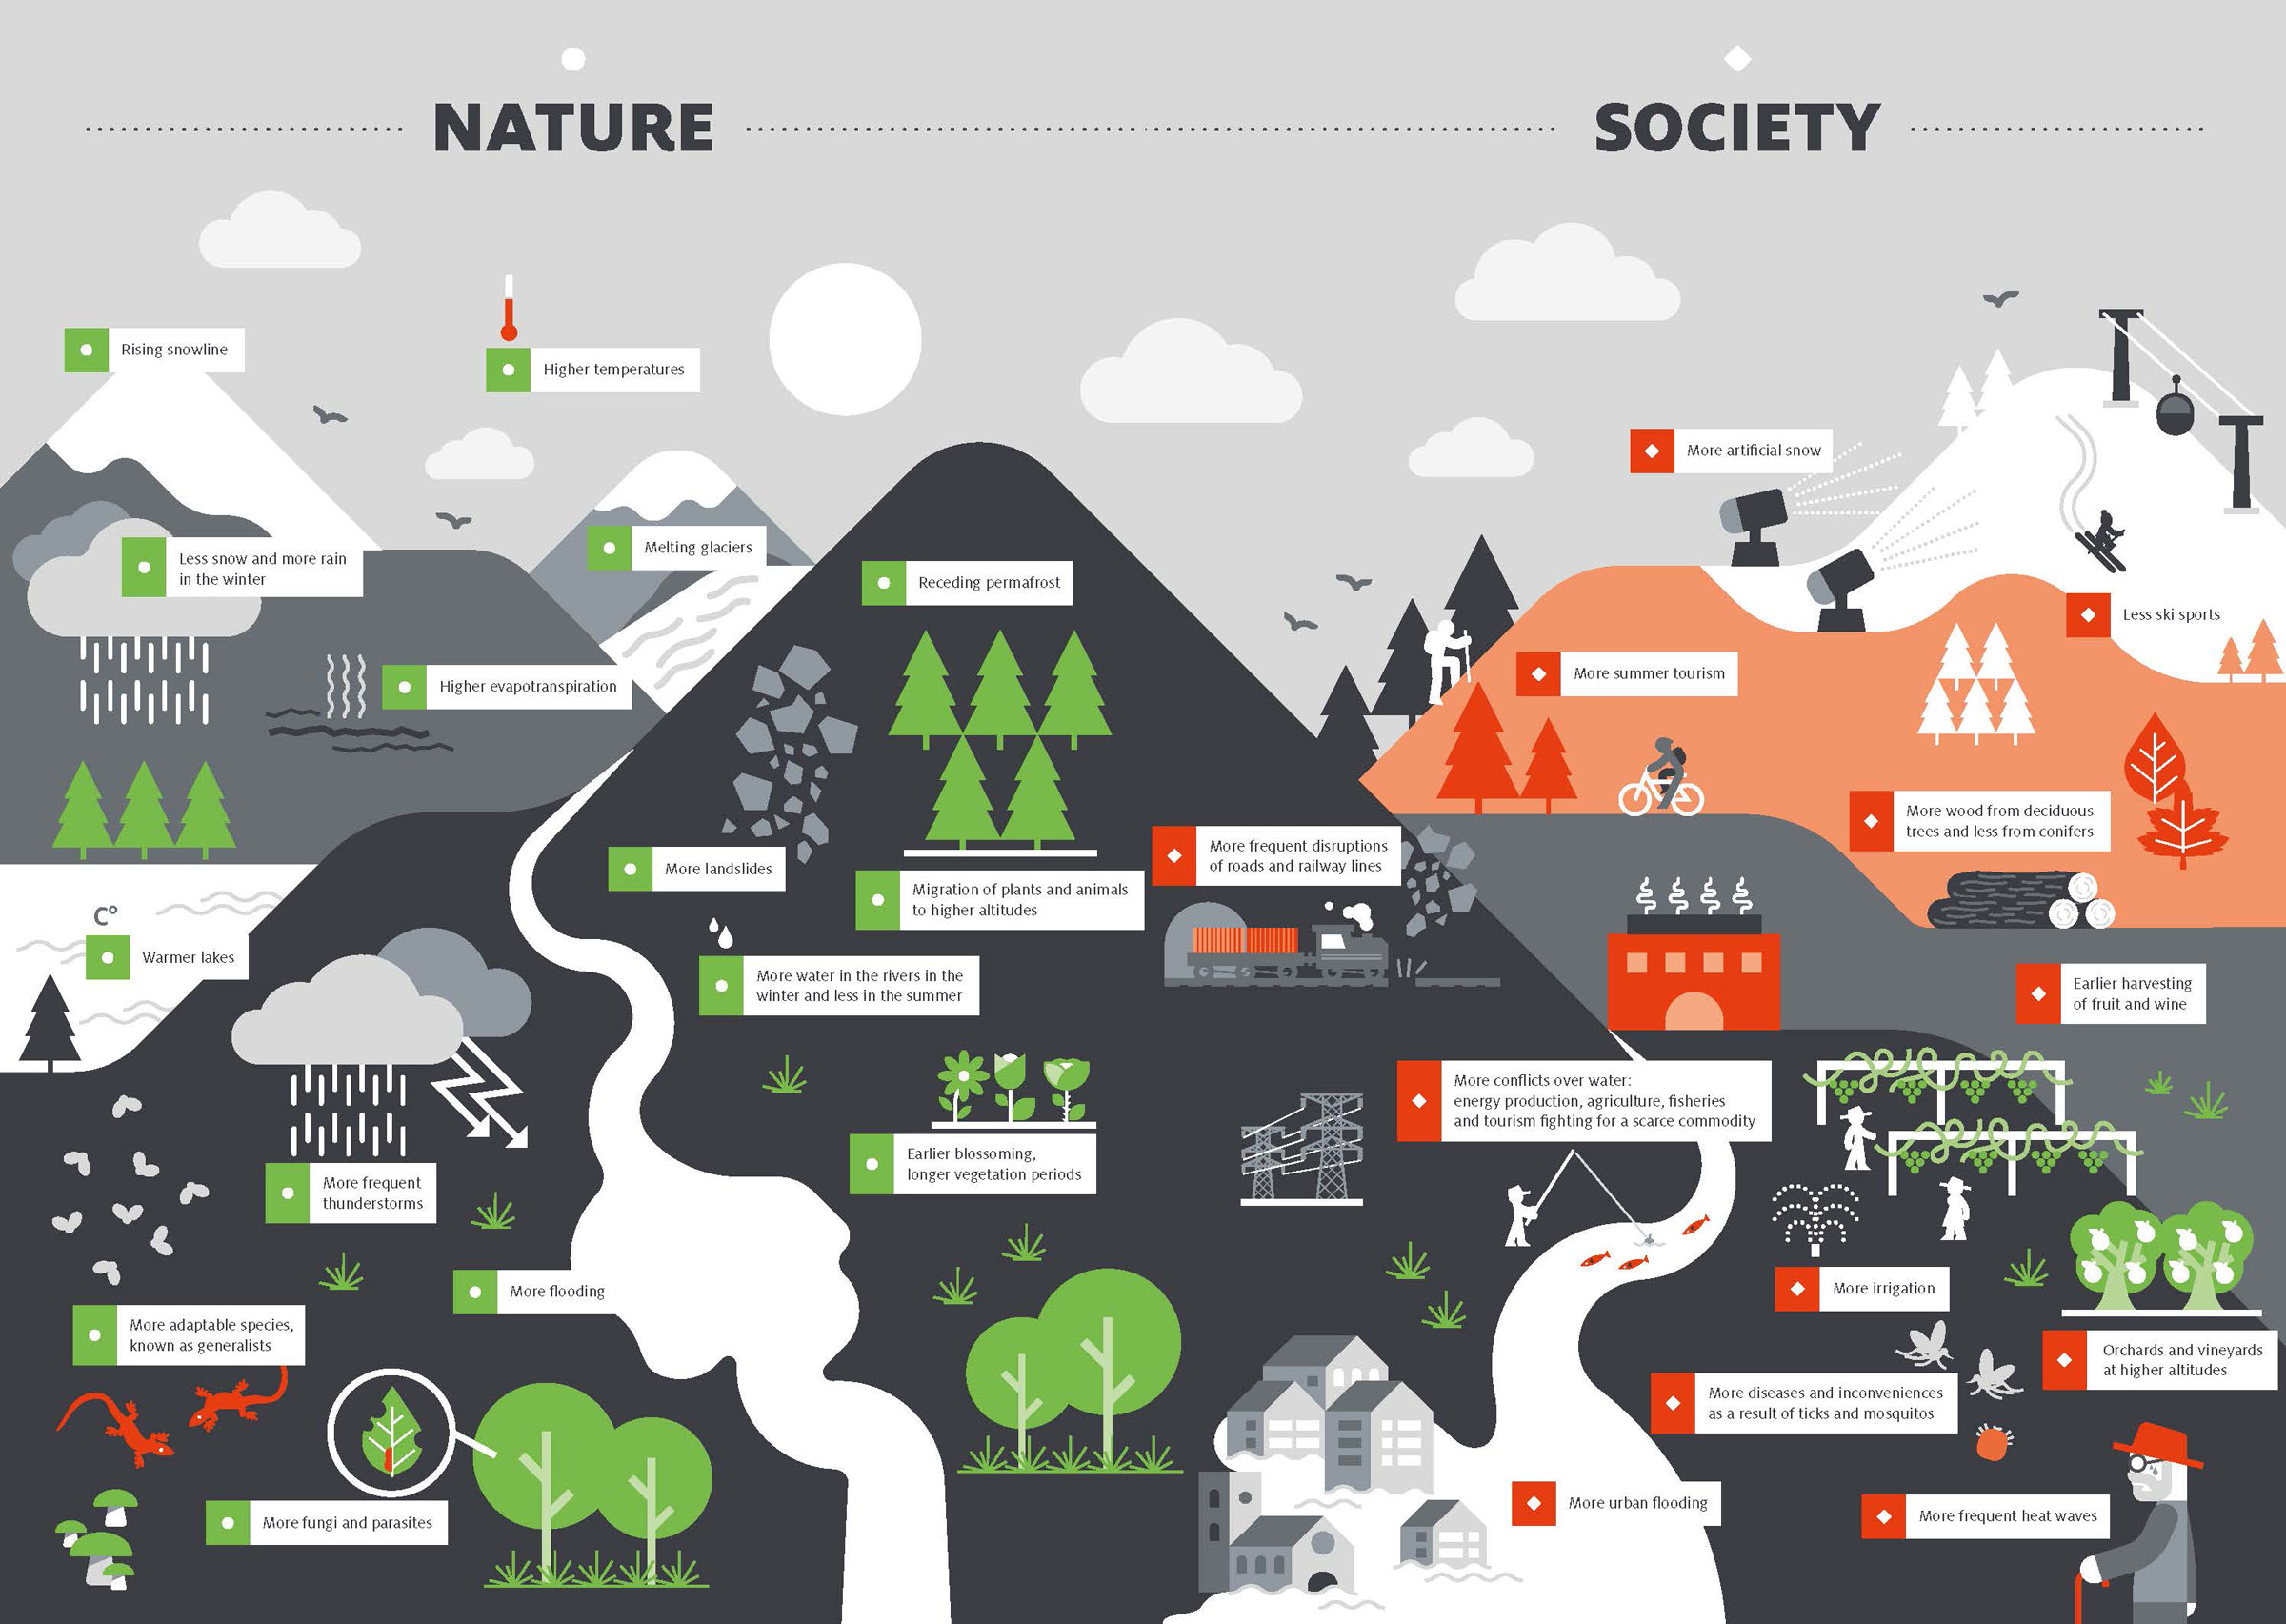 NATURE
SOCIETY
Rising snowline
Higher temperatures
Less snow and more rain
in the winter
Melting glaciers
Receding permafrost
Higher evapotranspiration
More landslides
Migration of plants and animals
to higher altitudes
C°
Warmer lakes
More water in the rivers in the
winter and less in the summer
More frequent
thunderstorms
Earlier blossoming,
longer vegetation periods
More flooding
More adaptable species,
known as generalists
More fungi and parasites
More artificial snow
Less ski sports
More summer tourism
More wood from deciduous
trees and less from conifers
More frequent disruptions
of roads and railway lines
Earlier harvesting
of fruit and wine
More conflicts over water:
energy production, agriculture, fisheries
and tourism fighting for a scarce commodity
More irrigation
Orchards and vineyards
at higher altitudes
More diseases and inconveniences
as a result of ticks and mosquitos
More urban flooding
More frequent heat waves